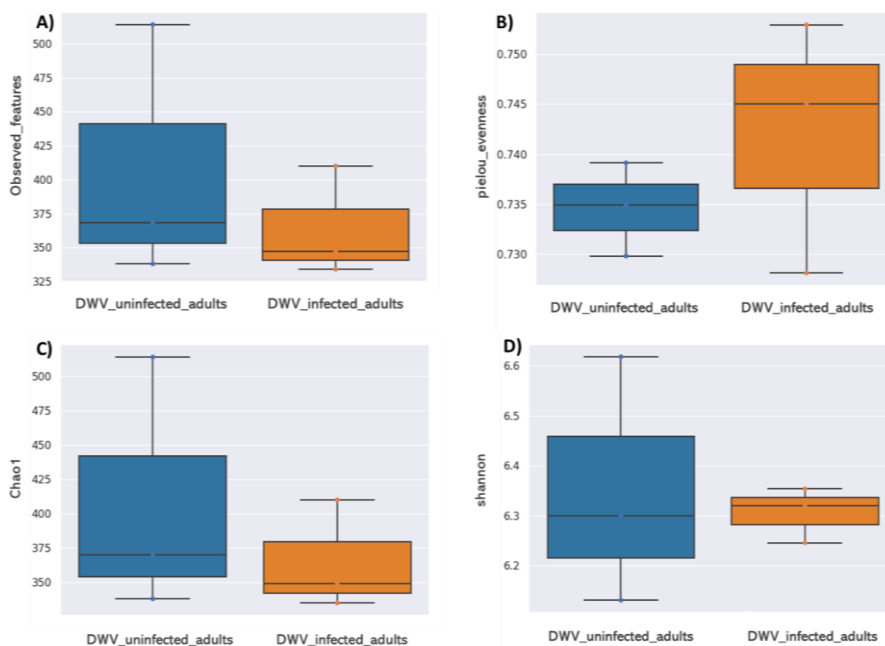 A)
500
475
450
425
400
375
350
325
Observed_features
DWV_uninfected_adults DWV_infected_adults
B)
0.750
0.745
0.740
0.735
0.730
pielou_evenness
DWV_uninfected_adults DWV_infected_adults
C)
500
475
450
425
400
375
350
Chao1
DWV_uninfected_adults DWV_infected_adults
D)
6.6
6.5
6.4
6.3
6.2
shannon
DWV_uninfected_adults DWV_infected_adults